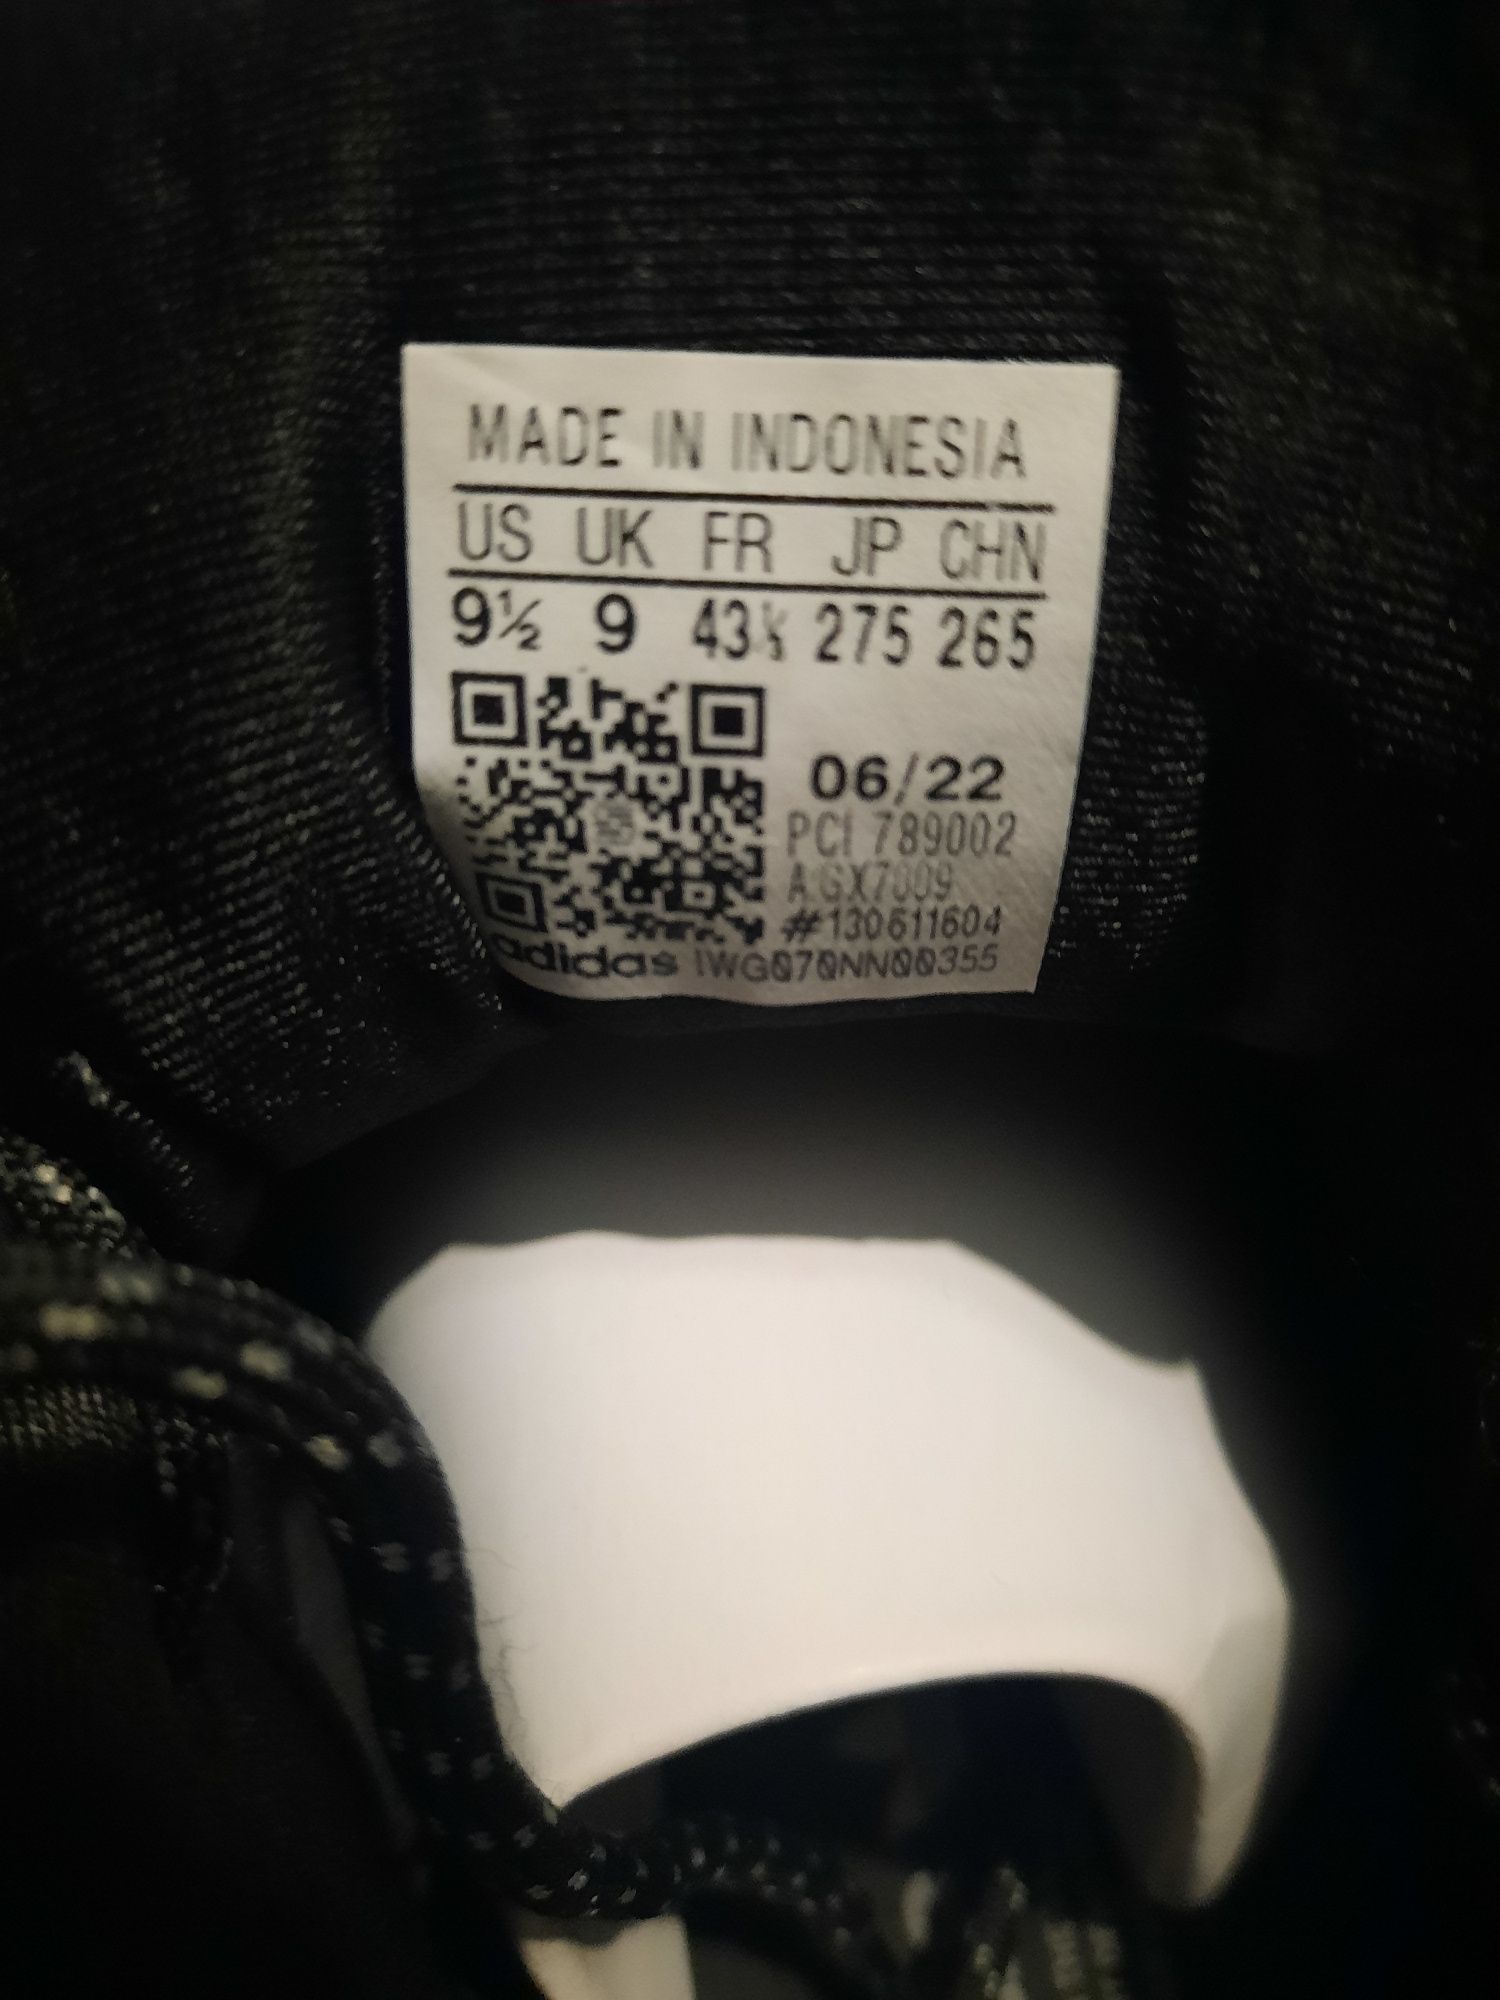 MADE IN INDONESIA
US UK FR JP CHN
9½ 9 43⅓ 275 265
06/22
PCI 789002
A GX7009
#130611604
adidas IWG070NN00355